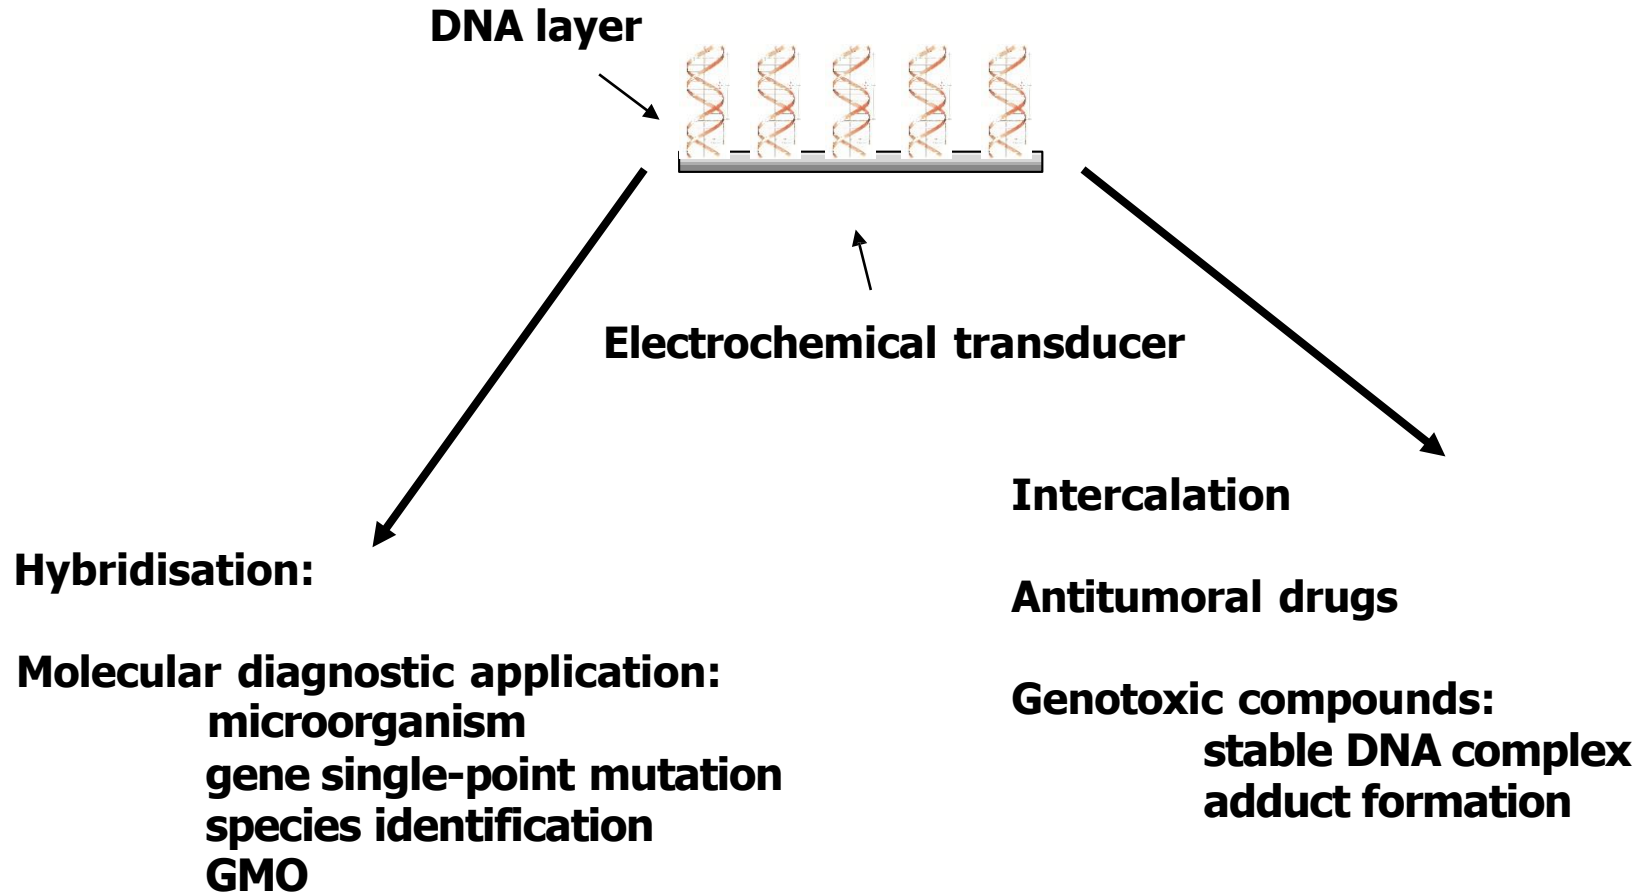 DNA layer
Electrochemical transducer
Hybridisation:
Molecular diagnostic application:
microorganism
gene single-point mutation
species identification
GMO
Intercalation
Antitumoral drugs
Genotoxic compounds:
stable DNA complex
adduct formation